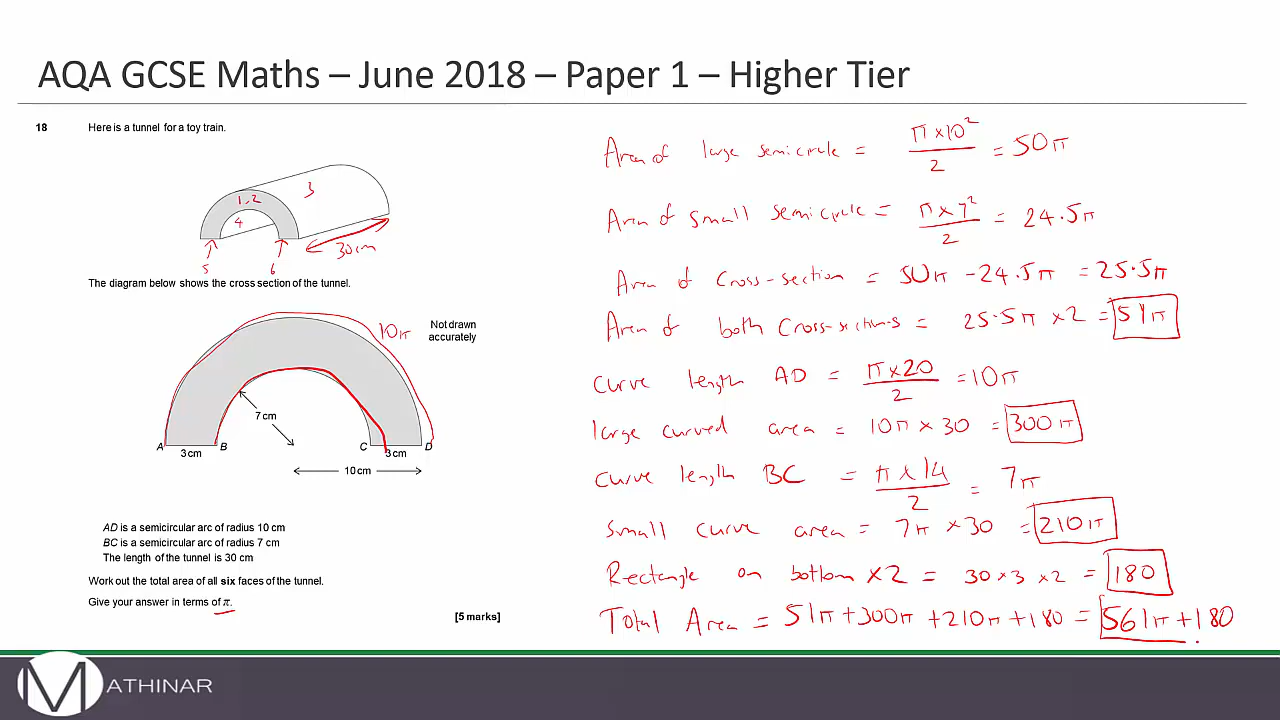 AQA GCSE Maths – June 2018 – Paper 1 – Higher Tier
18 Here is a tunnel for a toy train.
1,2
3
4
5
6
30cm
The diagram below shows the cross section of the tunnel.
10π
Not drawn
accurately
7 cm
A
B
C
D
3 cm
3 cm
10 cm
AD is a semicircular arc of radius 10 cm
BC is a semicircular arc of radius 7 cm
The length of the tunnel is 30 cm
Work out the total area of all six faces of the tunnel.
Give your answer in terms of π.
[5 marks]
Area of large semicircle = π×10²/2 = 50π
Area of small semicircle = π×7²/2 = 24.5π
Area of cross-section = 50π - 24.5π = 25.5π
Area of both cross-sections = 25.5π × 2 = 51π
Curve length AD = π×20/2 = 10π
large curved area = 10π × 30 = 300π
Curve length BC = π×14/2 = 7π
Small curve area = 7π × 30 = 210π
Rectangle on bottom ×2 = 30×3×2 = 180
Total Area = 51π+300π+210π+180 = 561π+180
MATHINAR